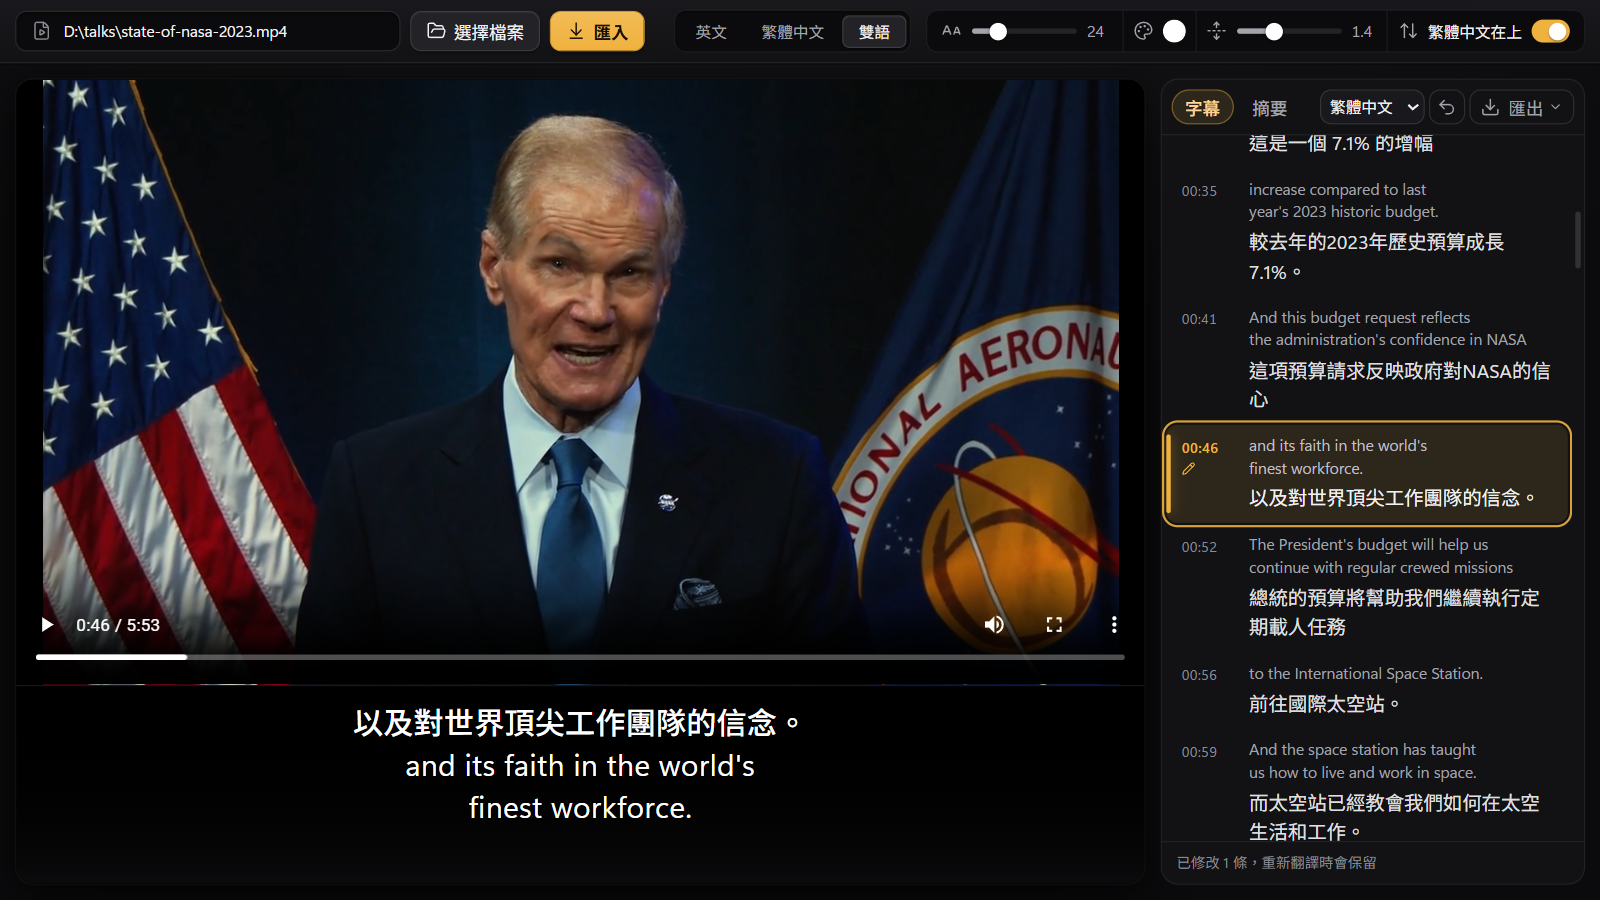 D:\talks\state-of-nasa-2023.mp4
選擇檔案
匯入
英文
繁體中文
雙語
AA
24
1.4
繁體中文在上
字幕
摘要
繁體中文
匯出
這是一個 7.1% 的增幅
00:35
increase compared to last
year's 2023 historic budget.
較去年的2023年歷史預算成長
7.1%。
00:41
And this budget request reflects
the administration's confidence in NASA
這項預算請求反映政府對NASA的信
心
00:46
and its faith in the world's
finest workforce.
以及對世界頂尖工作團隊的信念。
00:52
The President's budget will help us
continue with regular crewed missions
總統的預算將幫助我們繼續執行定
期載人任務
00:56
to the International Space Station.
前往國際太空站。
00:59
And the space station has taught
us how to live and work in space.
而太空站已經教會我們如何在太空
生活和工作。
已修改 1 條，重新翻譯時會保留
IONAL AERONAU
0:46 / 5:53
以及對世界頂尖工作團隊的信念。
and its faith in the world's
finest workforce.